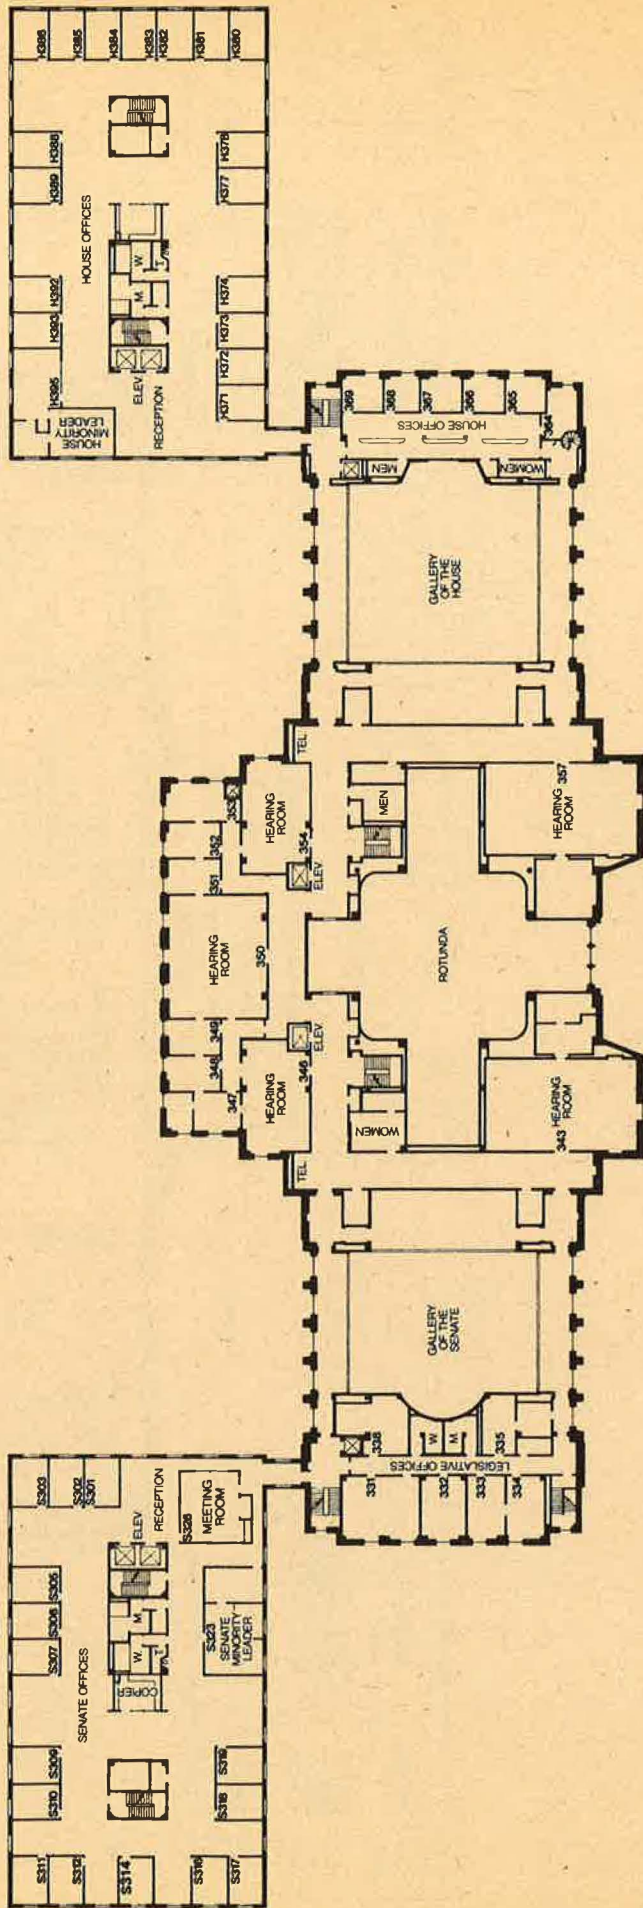 H386
H385
H384
H383
H382
H381
H380
H388
H389
H378
H377
HOUSE OFFICES
W.
T.
M.
H392
H393
H395
H374
H373
H372
H371
ELEV
RECEPTION
HOUSE
MINORITY
LEADER
369
368
367
366
365
364
HOUSE OFFICES
MEN
WOMEN
GALLERY
OF THE
HOUSE
TEL
353
352
351
HEARING
ROOM
354
MEN
HEARING
ROOM
357
ELEV
HEARING
ROOM
350
ROTUNDA
349
348
347
ELEV
HEARING
ROOM
346
WOMEN
HEARING
ROOM
343
TEL
GALLERY
OF THE
SENATE
338
W.
M.
335
LEGISLATIVE OFFICES
331
332
333
334
S303
S302
S301
ELEV
RECEPTION
S326
MEETING
ROOM
S305
S306
S307
M.
W.
T.
COPIER
S323
SENATE
MINORITY
LEADER
SENATE OFFICES
S309
S310
S319
S318
S311
S312
S314
S316
S317